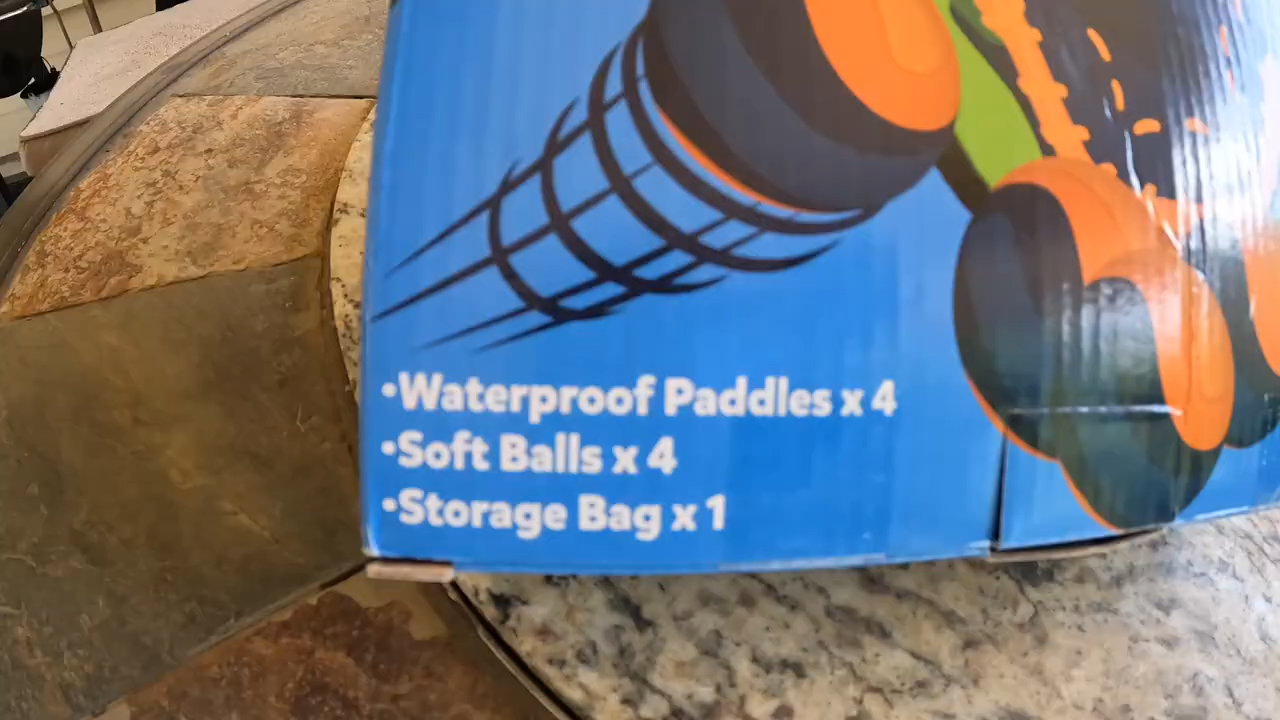 •Waterproof Paddles x 4
•Soft Balls x 4
•Storage Bag x 1